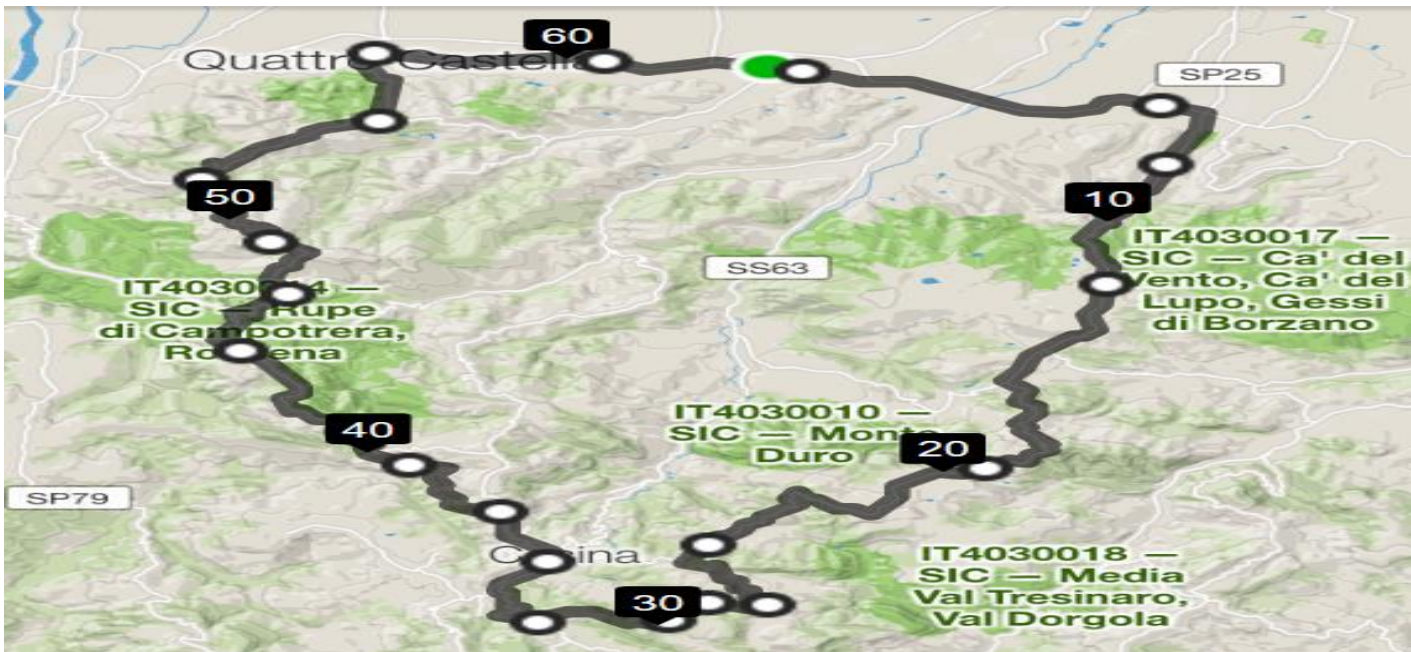 60
Quattro Castella
SP25
50
10
IT4030017 —
SIC — Ca' del
Vento, Ca' del
Lupo, Gessi
di Borzano
SS63
SIC — Rupe
di Campotrera,
IT4030010 —
SIC — Monte
Duro
40
20
SP79
IT4030018 —
SIC — Media
Val Tresinaro,
Val Dorgola
30